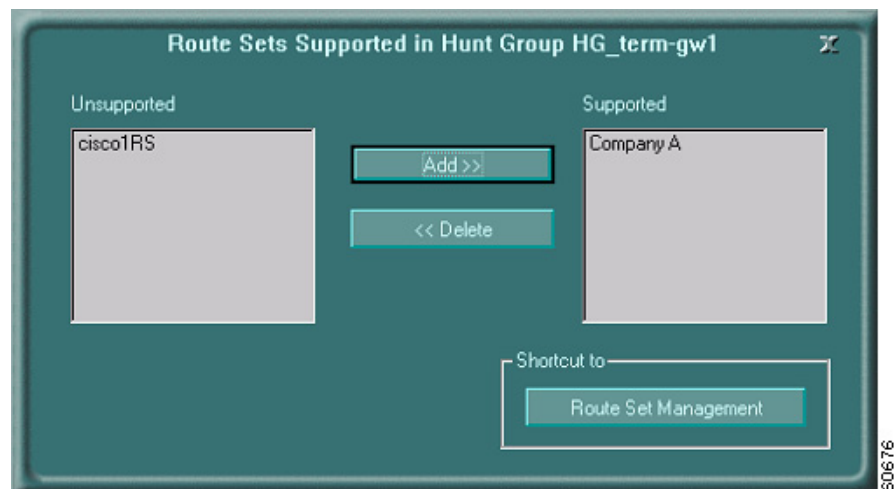 Route Sets Supported in Hunt Group HG_term-gw1
Unsupported
Supported
cisco1RS
Company A
Add >>
<< Delete
Shortcut to
Route Set Management
60676